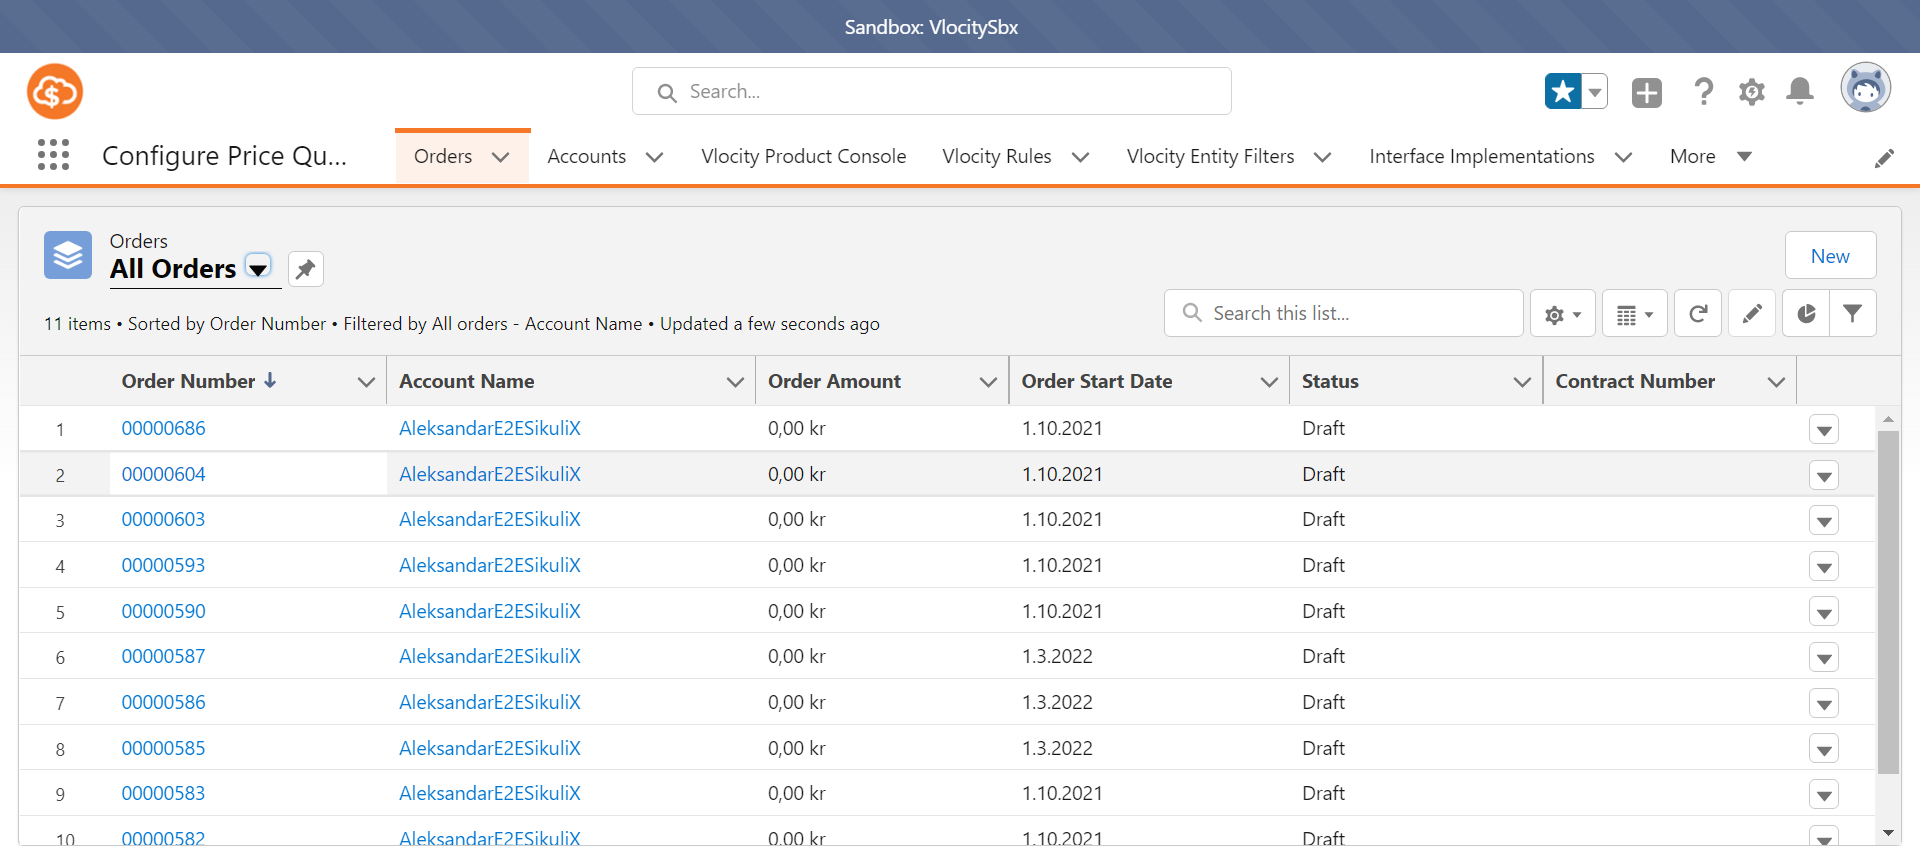 Sandbox: VlocitySbx
Search...
Configure Price Qu... Orders Accounts Vlocity Product Console Vlocity Rules Vlocity Entity Filters Interface Implementations More
Orders
All Orders
New
11 items • Sorted by Order Number • Filtered by All orders - Account Name • Updated a few seconds ago
Search this list...
Order Number Account Name Order Amount Order Start Date Status Contract Number
1 00000686 AleksandarE2ESikuliX 0,00 kr 1.10.2021 Draft
2 00000604 AleksandarE2ESikuliX 0,00 kr 1.10.2021 Draft
3 00000603 AleksandarE2ESikuliX 0,00 kr 1.10.2021 Draft
4 00000593 AleksandarE2ESikuliX 0,00 kr 1.10.2021 Draft
5 00000590 AleksandarE2ESikuliX 0,00 kr 1.10.2021 Draft
6 00000587 AleksandarE2ESikuliX 0,00 kr 1.3.2022 Draft
7 00000586 AleksandarE2ESikuliX 0,00 kr 1.3.2022 Draft
8 00000585 AleksandarE2ESikuliX 0,00 kr 1.3.2022 Draft
9 00000583 AleksandarE2ESikuliX 0,00 kr 1.10.2021 Draft
10 00000582 AleksandarE2ESikuliX 0,00 kr 1.10.2021 Draft